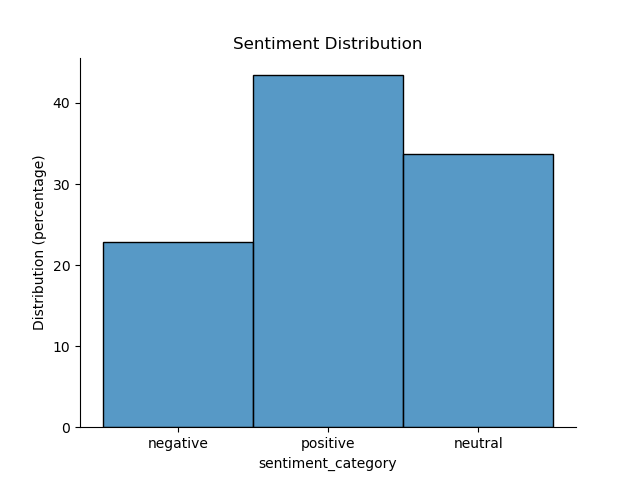 Sentiment Distribution
Distribution (percentage)
40
30
20
10
0
negative positive neutral
sentiment_category